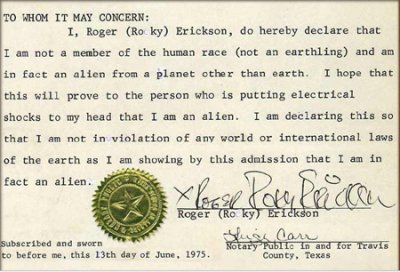 TO WHOM IT MAY CONCERN:
I, Roger (Rocky) Erickson, do hereby declare that
I am not a member of the human race (not an earthling) and am
in fact an alien from a planet other than earth. I hope that
this will prove to the person who is putting electrical
shocks to my head that I am an alien. I am declaring this so
that I am not in violation of any world or international laws
of the earth as I am showing by this admission that I am in
fact an alien.
X Roger Roky Erickson
Roger (Ro ky) Erickson
Carr
Subscribed and sworn
to before me, this 13th day of June, 1975.
Notary Public in and for Travis
County, Texas